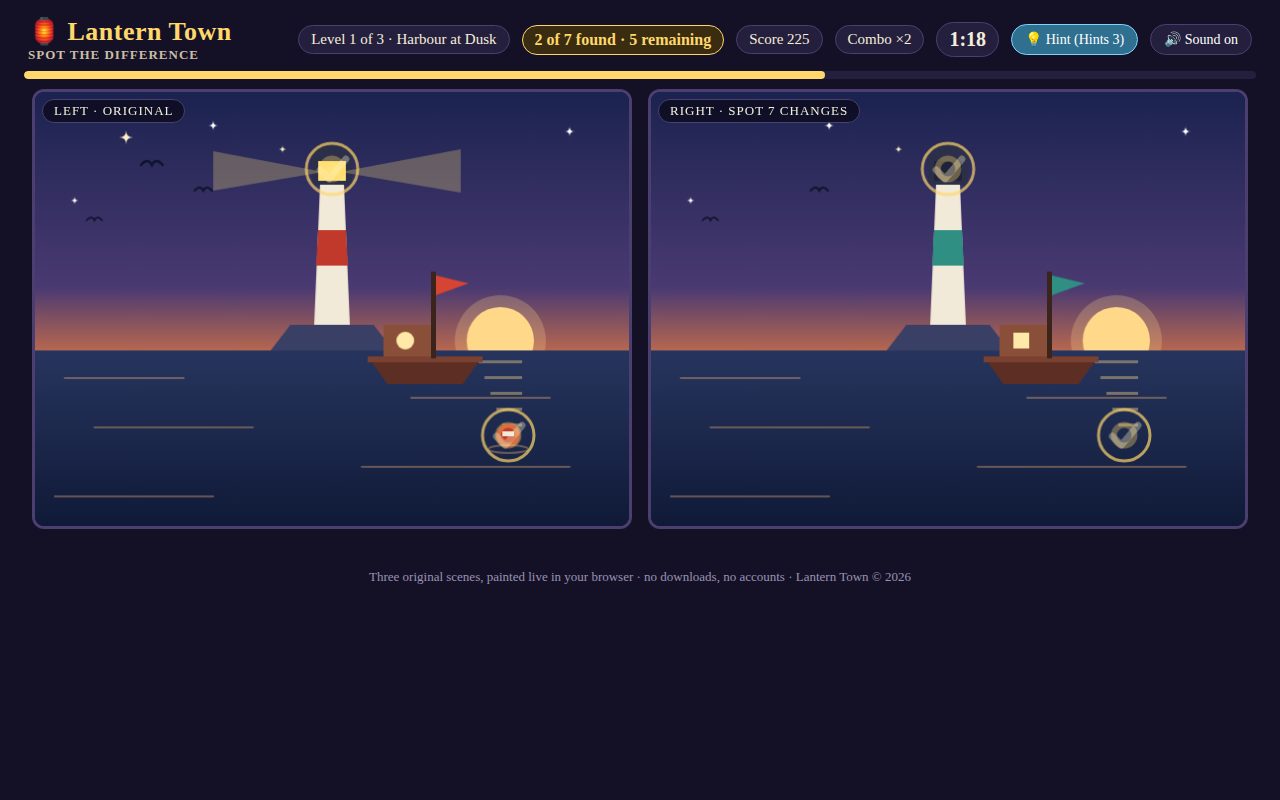 Lantern Town
SPOT THE DIFFERENCE
Level 1 of 3 · Harbour at Dusk
2 of 7 found · 5 remaining
Score 225
Combo ×2
1:18
Hint (Hints 3)
Sound on
LEFT · ORIGINAL
RIGHT · SPOT 7 CHANGES
Three original scenes, painted live in your browser · no downloads, no accounts · Lantern Town © 2026